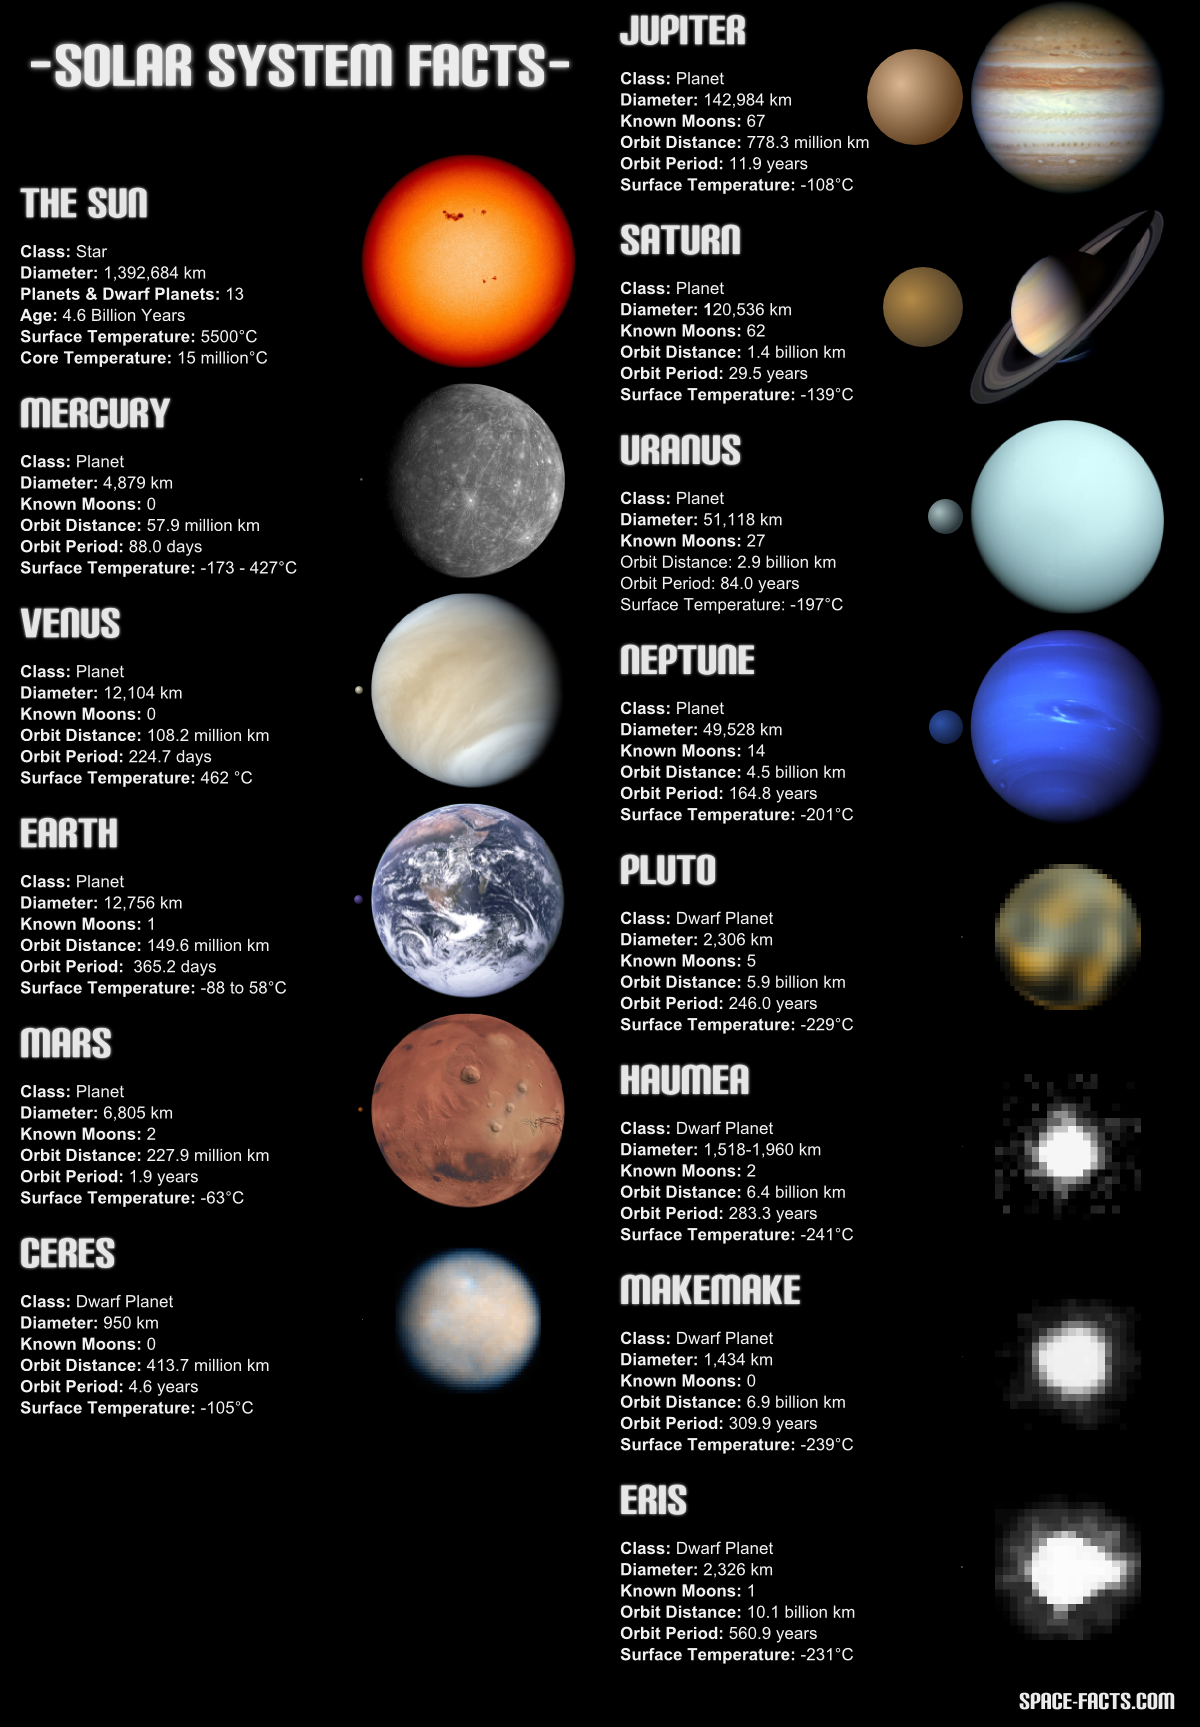 -SOLAR SYSTEM FACTS-
THE SUN
Class: Star
Diameter: 1,392,684 km
Planets & Dwarf Planets: 13
Age: 4.6 Billion Years
Surface Temperature: 5500°C
Core Temperature: 15 million°C
MERCURY
Class: Planet
Diameter: 4,879 km
Known Moons: 0
Orbit Distance: 57.9 million km
Orbit Period: 88.0 days
Surface Temperature: -173 - 427°C
VENUS
Class: Planet
Diameter: 12,104 km
Known Moons: 0
Orbit Distance: 108.2 million km
Orbit Period: 224.7 days
Surface Temperature: 462 °C
EARTH
Class: Planet
Diameter: 12,756 km
Known Moons: 1
Orbit Distance: 149.6 million km
Orbit Period:  365.2 days
Surface Temperature: -88 to 58°C
MARS
Class: Planet
Diameter: 6,805 km
Known Moons: 2
Orbit Distance: 227.9 million km
Orbit Period: 1.9 years
Surface Temperature: -63°C
CERES
Class: Dwarf Planet
Diameter: 950 km
Known Moons: 0
Orbit Distance: 413.7 million km
Orbit Period: 4.6 years
Surface Temperature: -105°C
JUPITER
Class: Planet
Diameter: 142,984 km
Known Moons: 67
Orbit Distance: 778.3 million km
Orbit Period: 11.9 years
Surface Temperature: -108°C
SATURN
Class: Planet
Diameter: 120,536 km
Known Moons: 62
Orbit Distance: 1.4 billion km
Orbit Period: 29.5 years
Surface Temperature: -139°C
URANUS
Class: Planet
Diameter: 51,118 km
Known Moons: 27
Orbit Distance: 2.9 billion km
Orbit Period: 84.0 years
Surface Temperature: -197°C
NEPTUNE
Class: Planet
Diameter: 49,528 km
Known Moons: 14
Orbit Distance: 4.5 billion km
Orbit Period: 164.8 years
Surface Temperature: -201°C
PLUTO
Class: Dwarf Planet
Diameter: 2,306 km
Known Moons: 5
Orbit Distance: 5.9 billion km
Orbit Period: 246.0 years
Surface Temperature: -229°C
HAUMEA
Class: Dwarf Planet
Diameter: 1,518-1,960 km
Known Moons: 2
Orbit Distance: 6.4 billion km
Orbit Period: 283.3 years
Surface Temperature: -241°C
MAKEMAKE
Class: Dwarf Planet
Diameter: 1,434 km
Known Moons: 0
Orbit Distance: 6.9 billion km
Orbit Period: 309.9 years
Surface Temperature: -239°C
ERIS
Class: Dwarf Planet
Diameter: 2,326 km
Known Moons: 1
Orbit Distance: 10.1 billion km
Orbit Period: 560.9 years
Surface Temperature: -231°C
SPACE-FACTS.COM